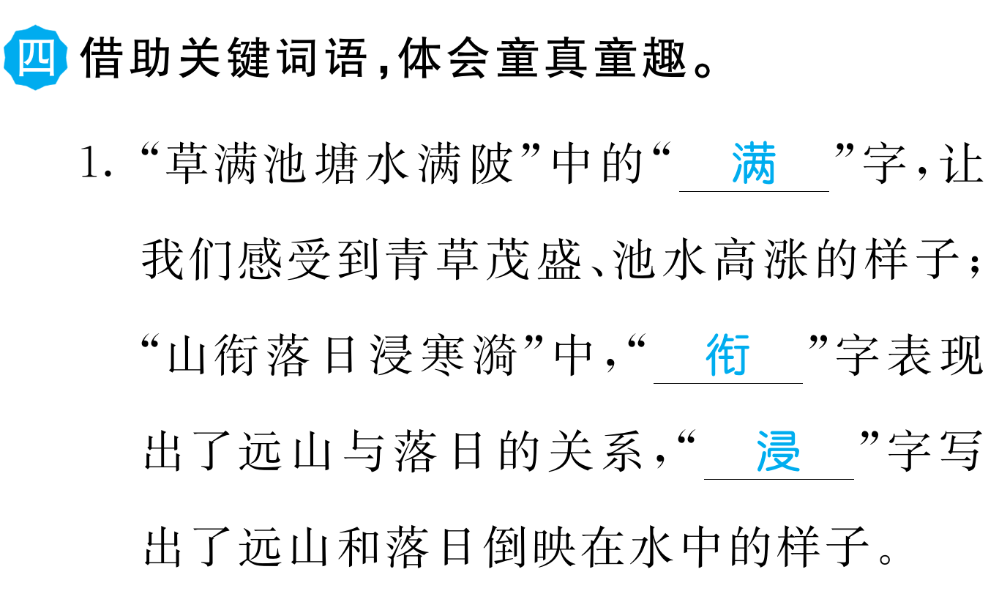 四 借助关键词语,体会童真童趣。
1. “草满池塘水满陂”中的“ 满 ”字,让
我们感受到青草茂盛、池水高涨的样子;
“山衔落日浸寒漪”中,“ 衔 ”字表现
出了远山与落日的关系,“ 浸 ”字写
出了远山和落日倒映在水中的样子。